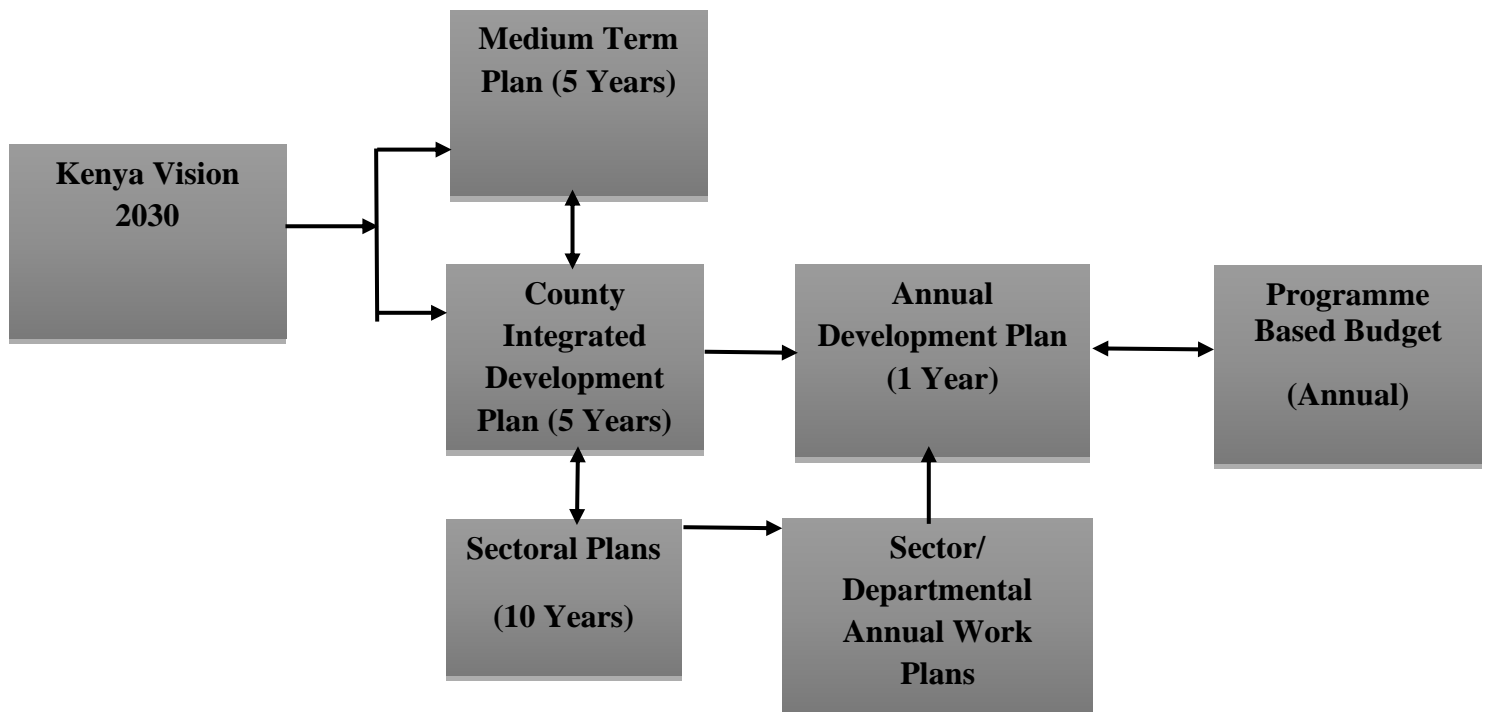 Medium Term
Plan (5 Years)
Kenya Vision
2030
County
Integrated
Development
Plan (5 Years)
Annual
Development Plan
(1 Year)
Programme
Based Budget
(Annual)
Sectoral Plans
(10 Years)
Sector/
Departmental
Annual Work
Plans